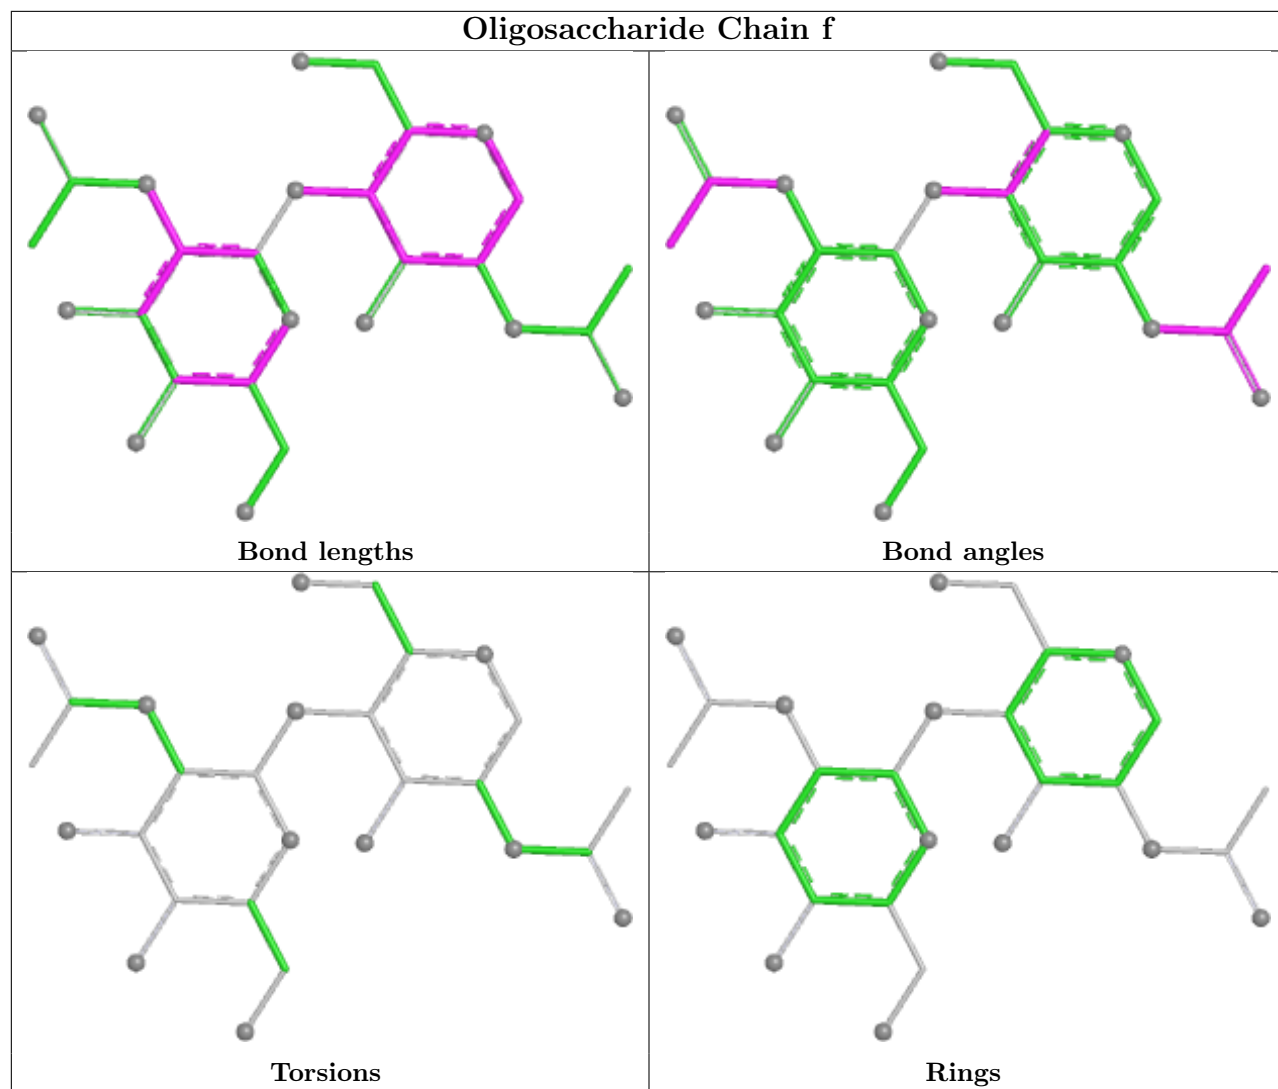 Oligosaccharide Chain f
Bond lengths
Bond angles
Torsions
Rings